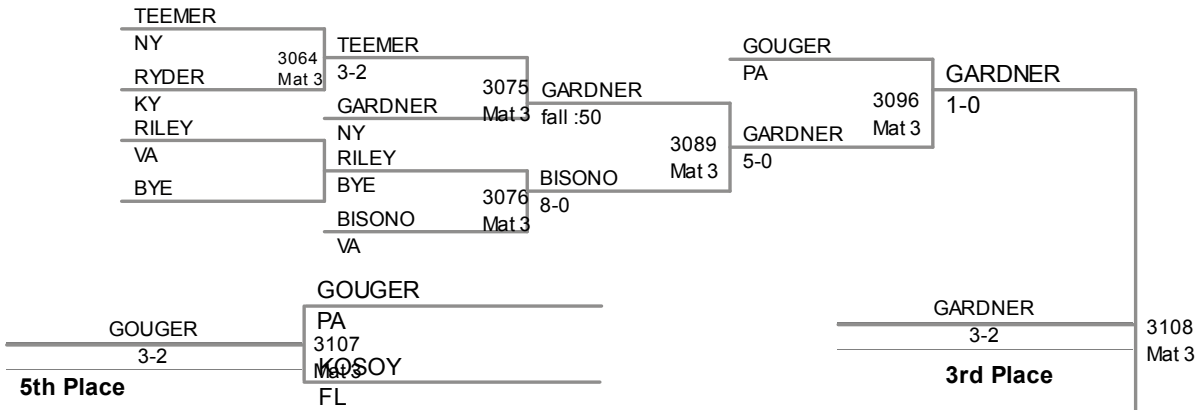 TEEMER
NY
RYDER
KY
RILEY
VA
BYE
3064
Mat 3
TEEMER
3-2
GARDNER
NY
RILEY
BYE
BISONO
VA
3075
Mat 3
3076
Mat 3
GARDNER
fall :50
BISONO
8-0
3089
Mat 3
GOUGER
PA
GARDNER
5-0
3096
Mat 3
GARDNER
1-0
GOUGER
3-2
5th Place
GOUGER
PA
3107
Mat 3
KOSOY
FL
GARDNER
3-2
3rd Place
3108
Mat 3